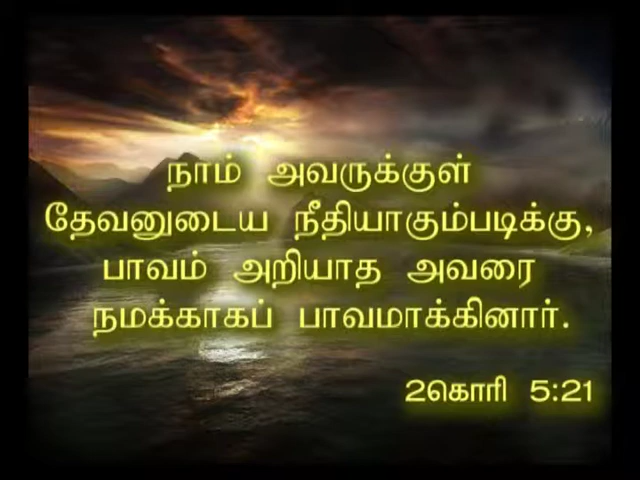 நாம் அவருக்குள்
தேவனுடைய நீதியாகும்படிக்கு,
பாவம் அறியாத அவரை
நமக்காகப் பாவமாக்கினார்.
2கொரி 5:21